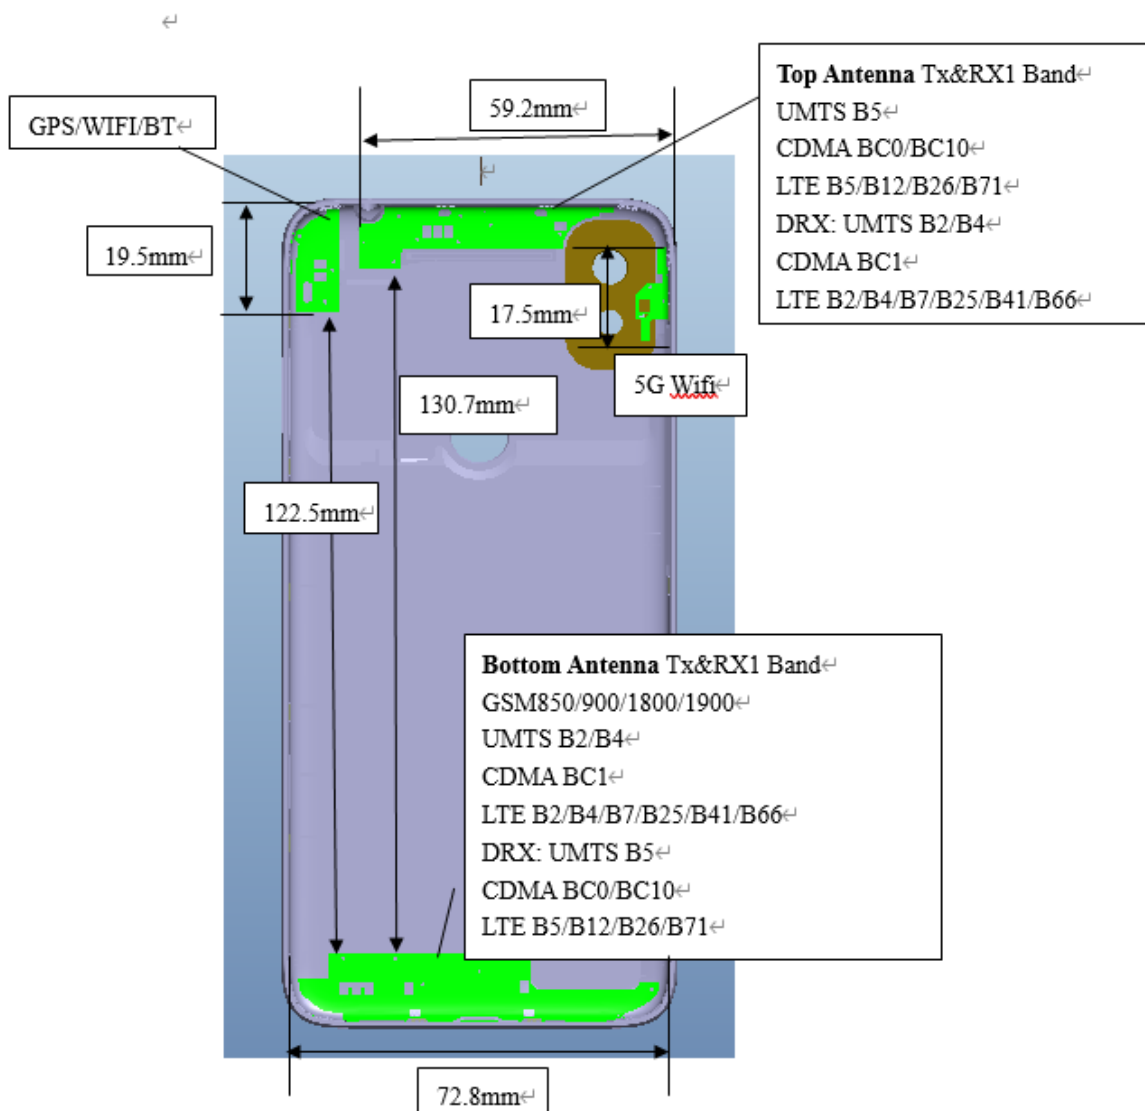 59.2mm
GPS/WIFI/BT
Top Antenna Tx&RX1 Band
UMTS B5
CDMA BC0/BC10
LTE B5/B12/B26/B71
DRX: UMTS B2/B4
CDMA BC1
LTE B2/B4/B7/B25/B41/B66
19.5mm
17.5mm
5G Wifi
130.7mm
122.5mm
Bottom Antenna Tx&RX1 Band
GSM850/900/1800/1900
UMTS B2/B4
CDMA BC1
LTE B2/B4/B7/B25/B41/B66
DRX: UMTS B5
CDMA BC0/BC10
LTE B5/B12/B26/B71
72.8mm